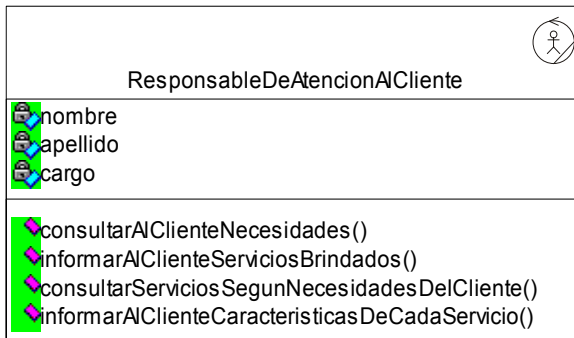 ResponsableDeAtencionAlCliente
nombre
apellido
cargo
consultarAlClienteNecesidades()
informarAlClienteServiciosBrindados()
consultarServiciosSegunNecesidadesDelCliente()
informarAlClienteCaracteristicasDeCadaServicio()